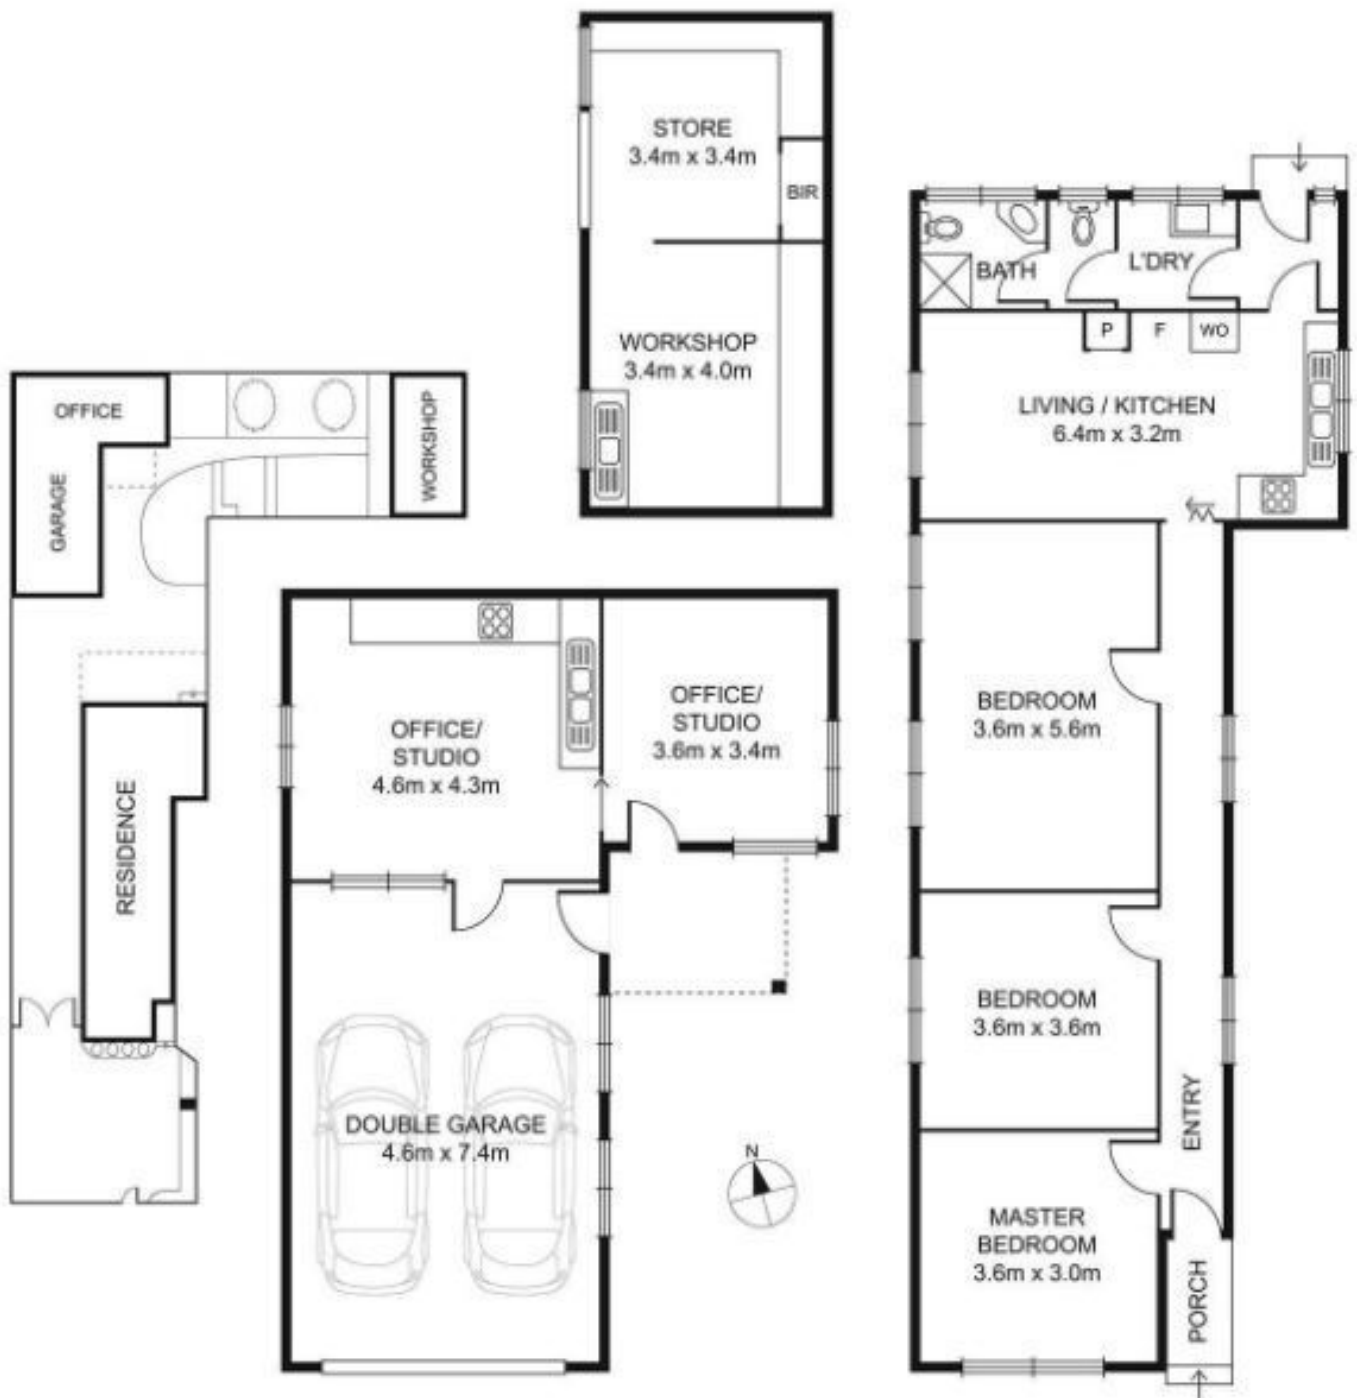 STORE
3.4m x 3.4m
BIR
WORKSHOP
3.4m x 4.0m
BATH
L'DRY
P
F
WO
LIVING / KITCHEN
6.4m x 3.2m
OFFICE
GARAGE
WORKSHOP
RESIDENCE
OFFICE/
STUDIO
4.6m x 4.3m
OFFICE/
STUDIO
3.6m x 3.4m
DOUBLE GARAGE
4.6m x 7.4m
N
BEDROOM
3.6m x 5.6m
BEDROOM
3.6m x 3.6m
ENTRY
MASTER
BEDROOM
3.6m x 3.0m
PORCH